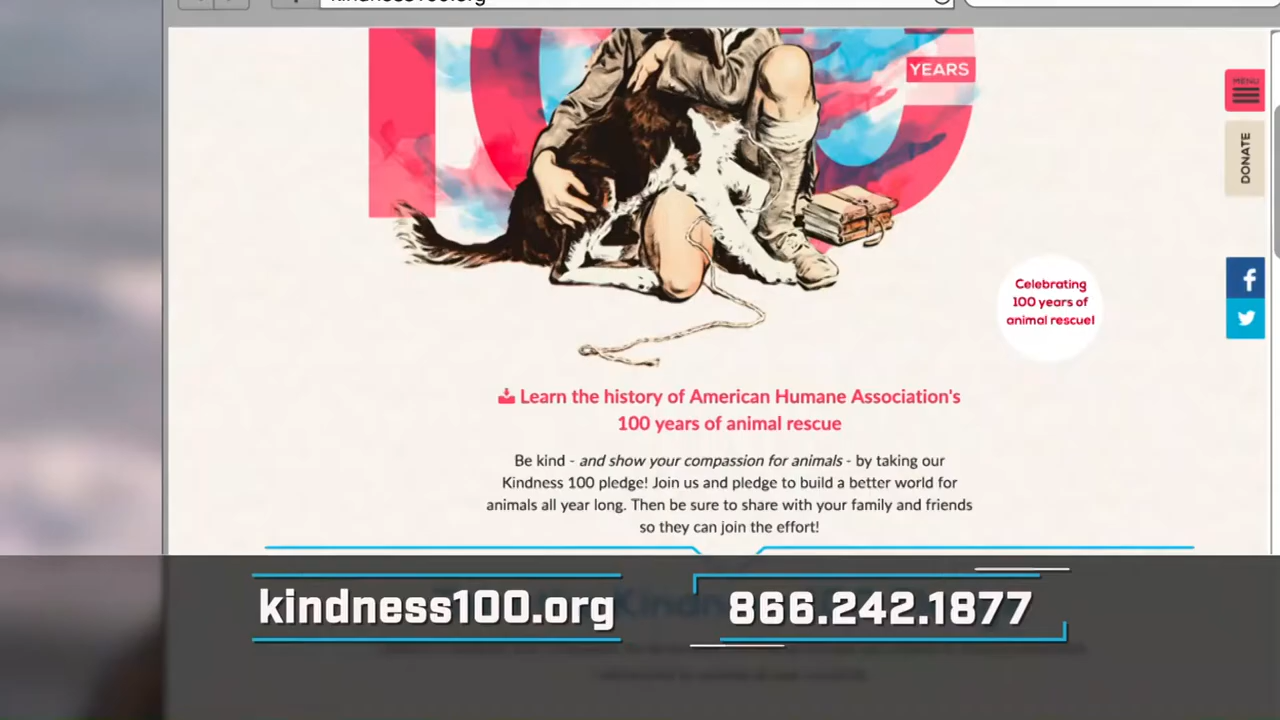 kindness100.org
100
YEARS
MENU
DONATE
Celebrating
100 years of
animal rescue!
Learn the history of American Humane Association's
100 years of animal rescue
Be kind - and show your compassion for animals - by taking our
Kindness 100 pledge! Join us and pledge to build a better world for
animals all year long. Then be sure to share with your family and friends
so they can join the effort!
kindness100.org
866.242.1877